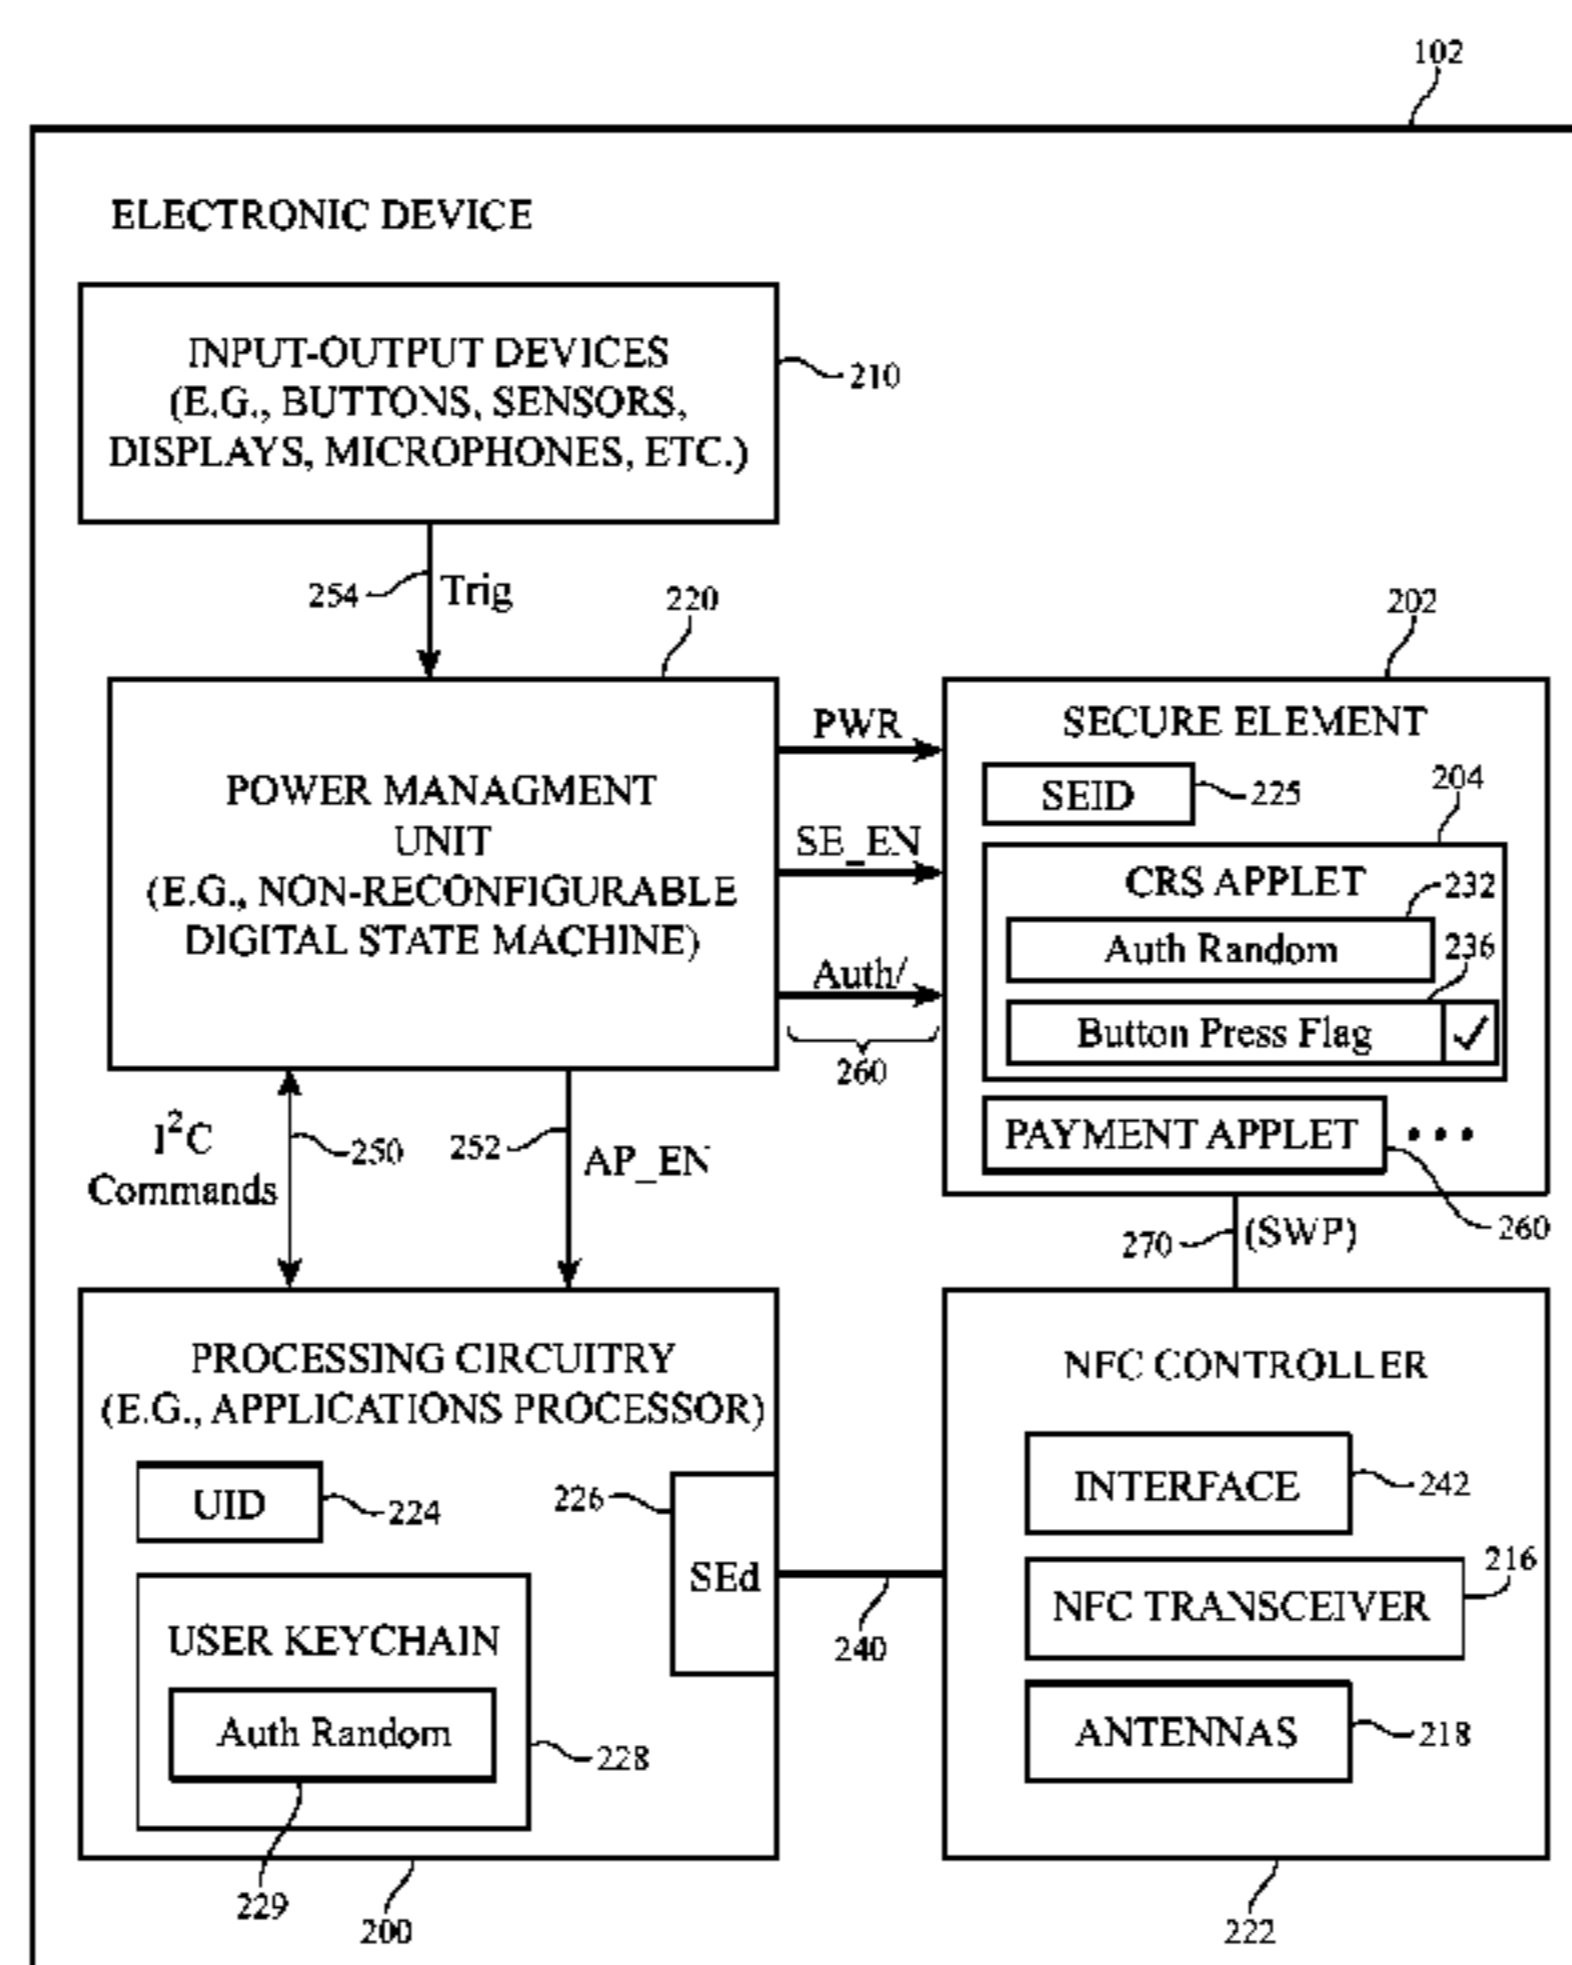 102
ELECTRONIC DEVICE
INPUT-OUTPUT DEVICES
(E.G., BUTTONS, SENSORS,
DISPLAYS, MICROPHONES, ETC.)
210
254
Trig
220
202
POWER MANAGMENT
UNIT
(E.G., NON-RECONFIGURABLE
DIGITAL STATE MACHINE)
PWR
SE_EN
Auth/
260
SECURE ELEMENT
SEID
225
204
CRS APPLET
232
Auth Random
236
Button Press Flag ✓
PAYMENT APPLET • • •
260
I²C
Commands
250
252
AP_EN
270
(SWP)
PROCESSING CIRCUITRY
(E.G., APPLICATIONS PROCESSOR)
UID
224
226
SEd
USER KEYCHAIN
Auth Random
228
229
200
240
NFC CONTROLLER
INTERFACE
242
216
NFC TRANSCEIVER
ANTENNAS
218
222